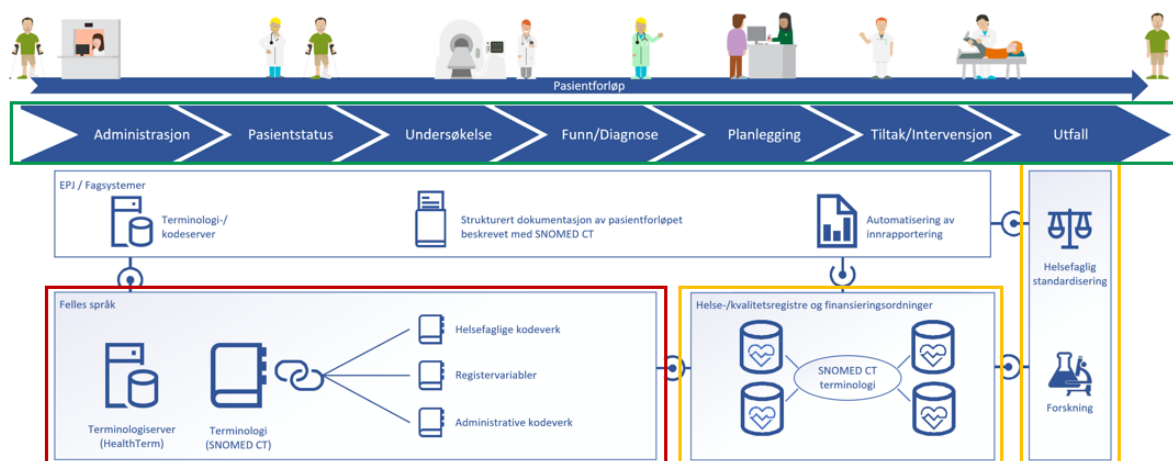 Pasientforløp
Administrasjon
Pasientstatus
Undersøkelse
Funn/Diagnose
Planlegging
Tiltak/Intervensjon
Utfall
EPJ / Fagsystemer
Terminologi-/
kodeserver
Strukturert dokumentasjon av pasientforløpet
beskrevet med SNOMED CT
Automatisering av
innrapportering
Helsefaglig
standardisering
Felles språk
Helsefaglige kodeverk
Registervariabler
Administrative kodeverk
Terminologiserver
(HealthTerm)
Terminologi
(SNOMED CT)
Helse-/kvalitetsregistre og finansieringsordninger
SNOMED CT
terminologi
Forskning